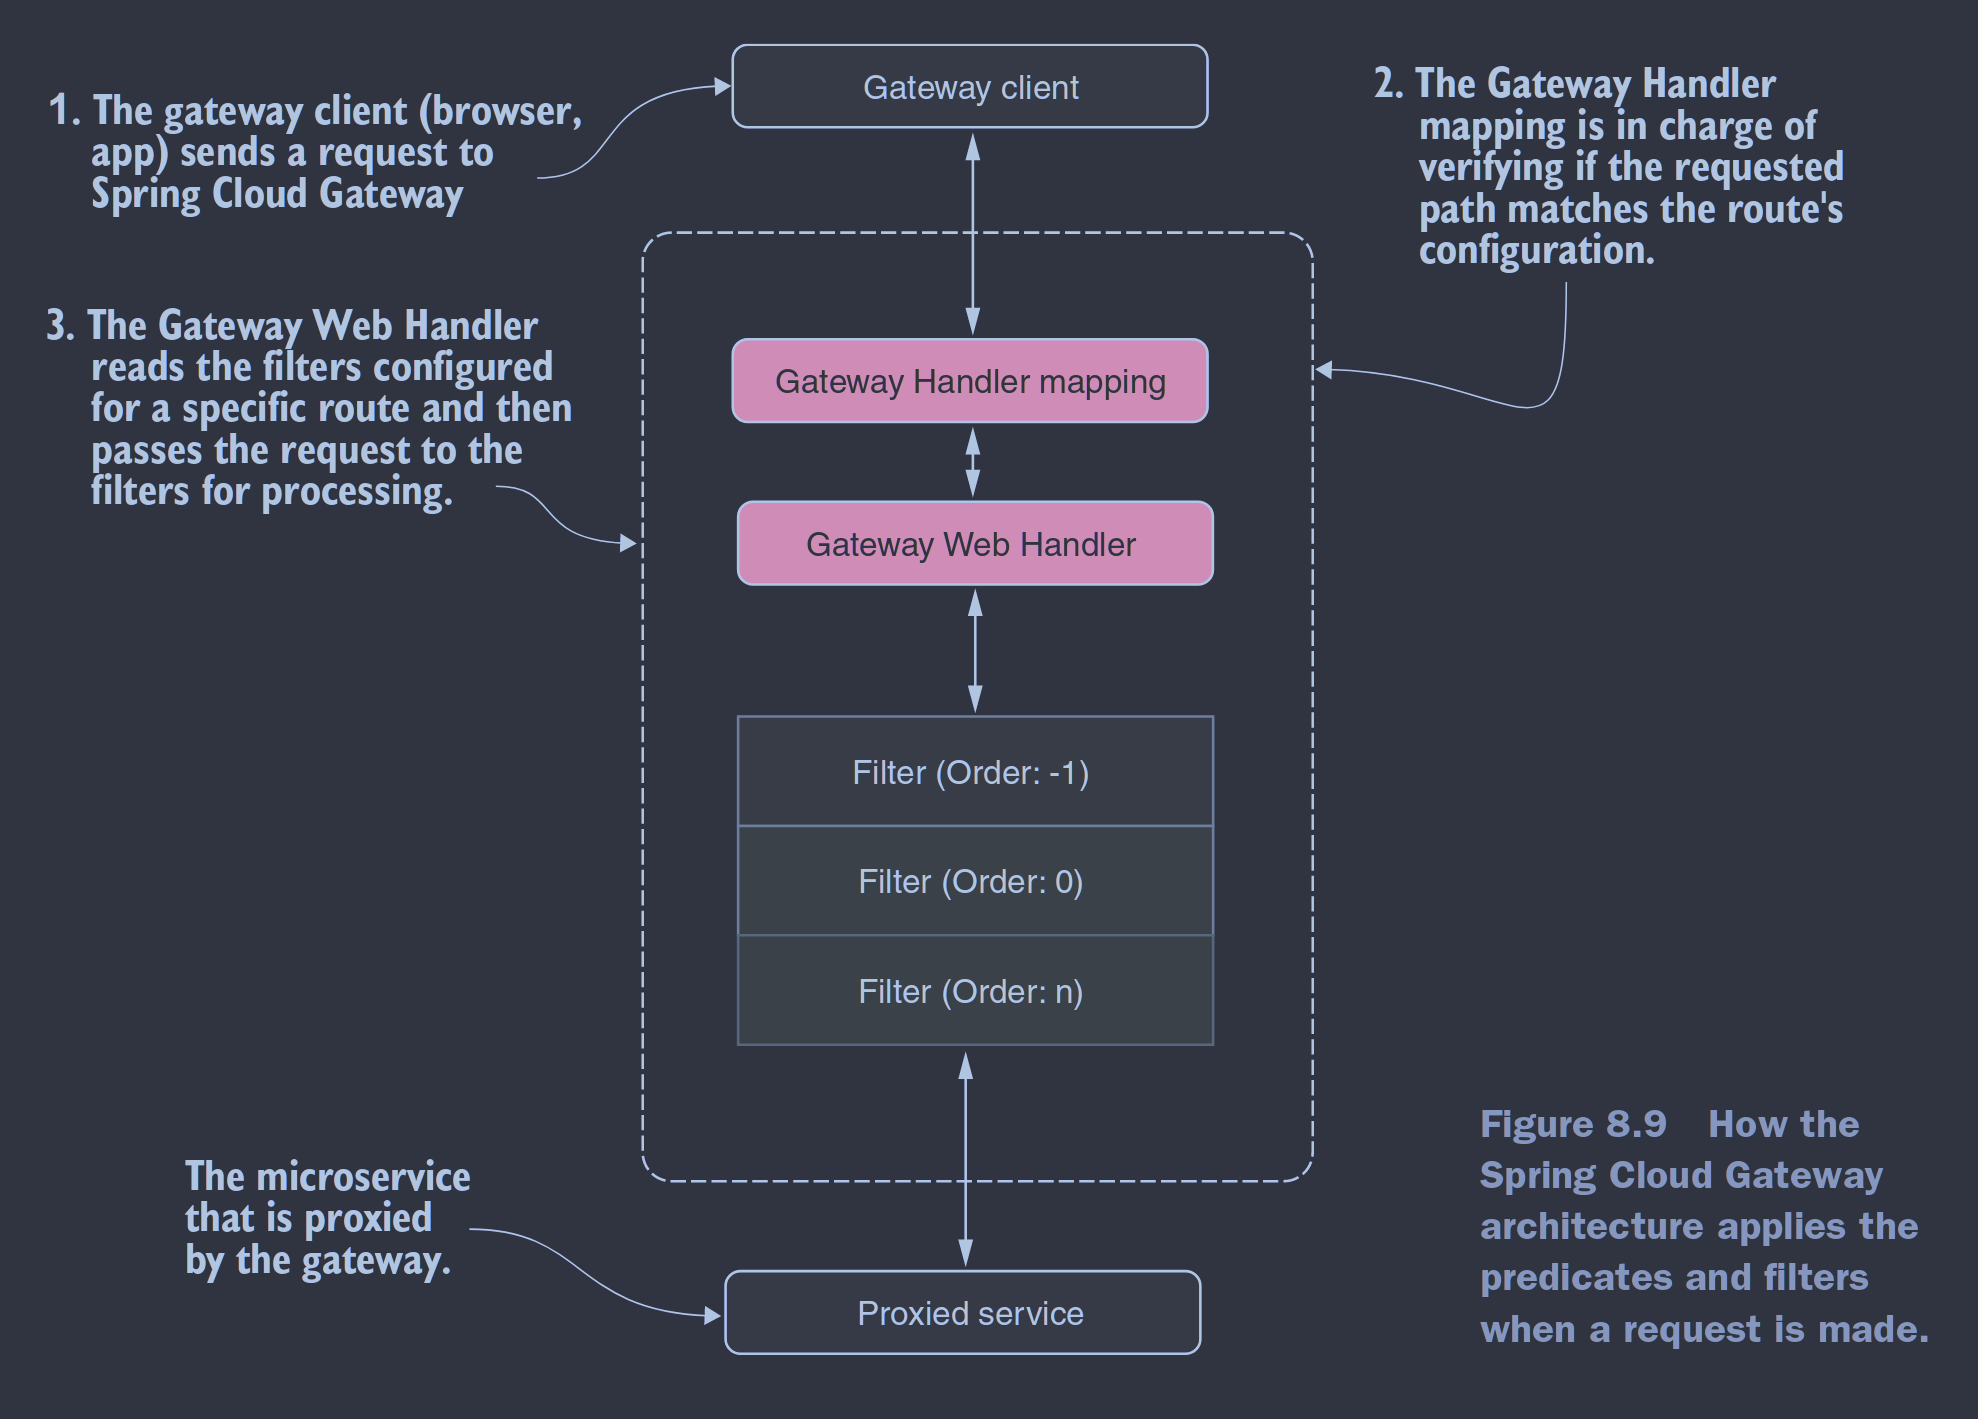 Gateway client
1. The gateway client (browser,
app) sends a request to
Spring Cloud Gateway
2. The Gateway Handler
mapping is in charge of
verifying if the requested
path matches the route's
configuration.
3. The Gateway Web Handler
reads the filters configured
for a specific route and then
passes the request to the
filters for processing.
Gateway Handler mapping
Gateway Web Handler
Filter (Order: -1)
Filter (Order: 0)
Filter (Order: n)
The microservice
that is proxied
by the gateway.
Proxied service
Figure 8.9 How the
Spring Cloud Gateway
architecture applies the
predicates and filters
when a request is made.